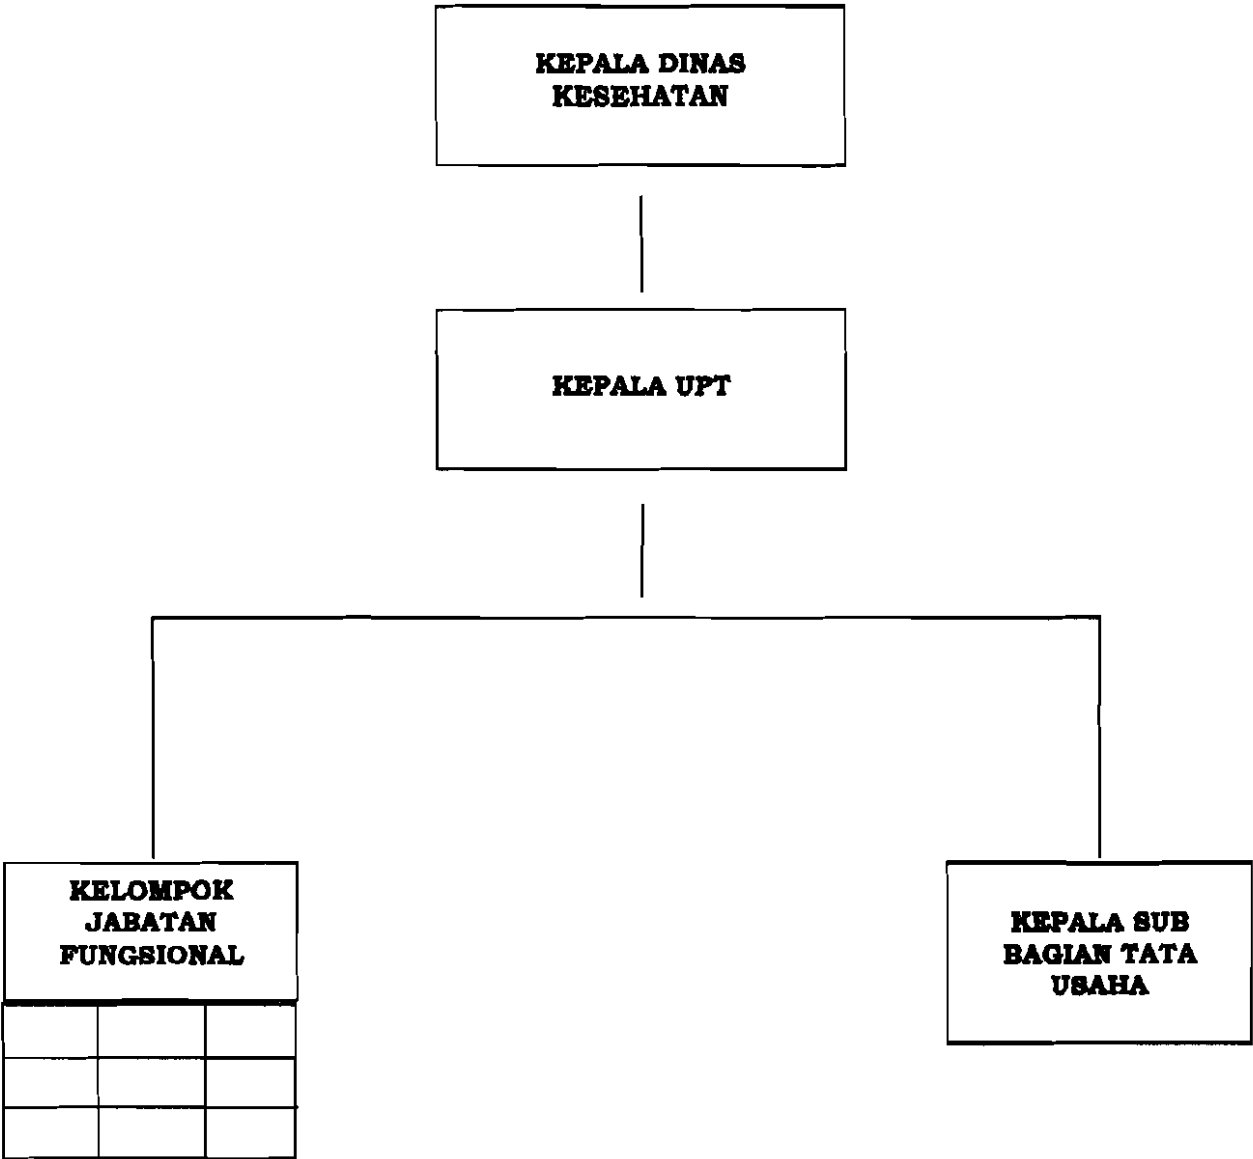 KEPALA DINAS
KESEHATAN
KEPALA UPT
KELOMPOK
JABATAN
FUNGSIONAL
KEPALA SUB
BAGIAN TATA
USAHA